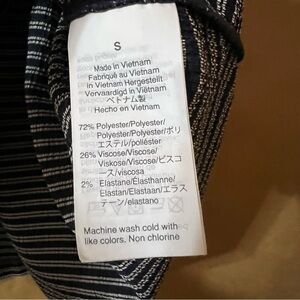 S
Made in Vietnam
Fabriqué au Vietnam
in Vietnam Hergestellt
Vervaardigd in Viêtnam
ベトナム製
Hecho en Vietnam
72% Polyester/Polyester/
Polyester/Polyester/ポリ
エステル/poliéster
26% Viscose/Viscose/
Viskose/Viscose/ビスコ
ース/viscosa
2% Elastane/Élasthanne/
Elastan/Elastaan/エラス
テーン/elastano
Machine wash cold with
like colors. Non chlorine